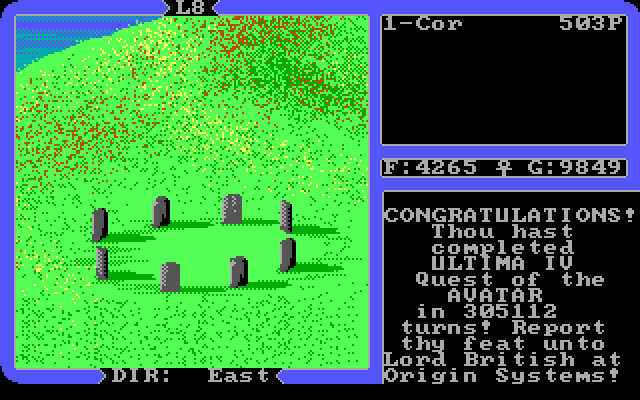 L8
1-Cor 503P
F:4265 ♀ G:9849
CONGRATULATIONS!
Thou hast
completed
ULTIMA IV
Quest of the
AVATAR
in 305112
turns! Report
thy feat unto
Lord British at
Origin Systems!
DIR: East